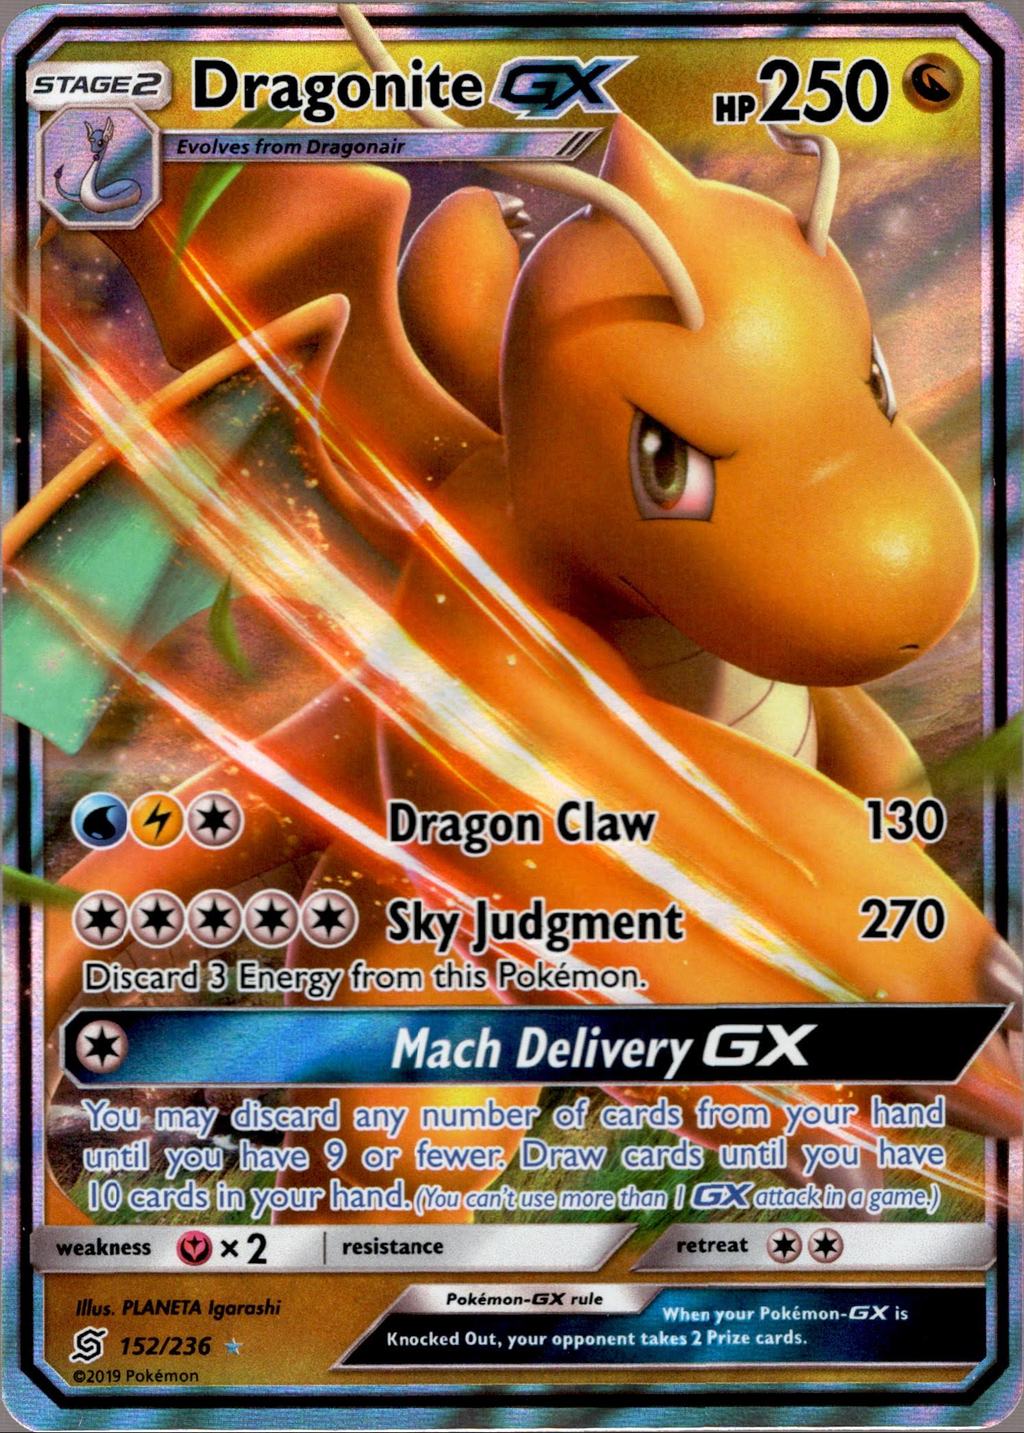 STAGE2 Dragonite GX HP250
Evolves from Dragonair
Dragon Claw 130
Sky Judgment 270
Discard 3 Energy from this Pokémon.
Mach Delivery GX
You may discard any number of cards from your hand
until you have 9 or fewer. Draw cards until you have
10 cards in your hand. (You can't use more than 1 GX attack in a game.)
weakness ×2 resistance retreat
Illus. PLANETA Igarashi
Pokémon-GX rule
When your Pokémon-GX is
Knocked Out, your opponent takes 2 Prize cards.
152/236
©2019 Pokémon